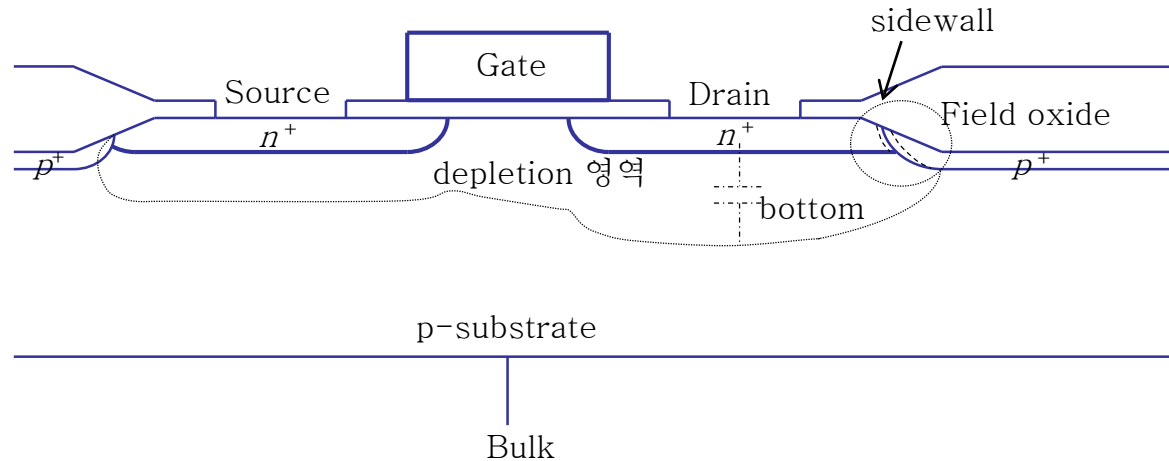 sidewall
Gate
Source
Drain
Field oxide
n⁺
n⁺
p⁺
p⁺
depletion 영역
bottom
p-substrate
Bulk